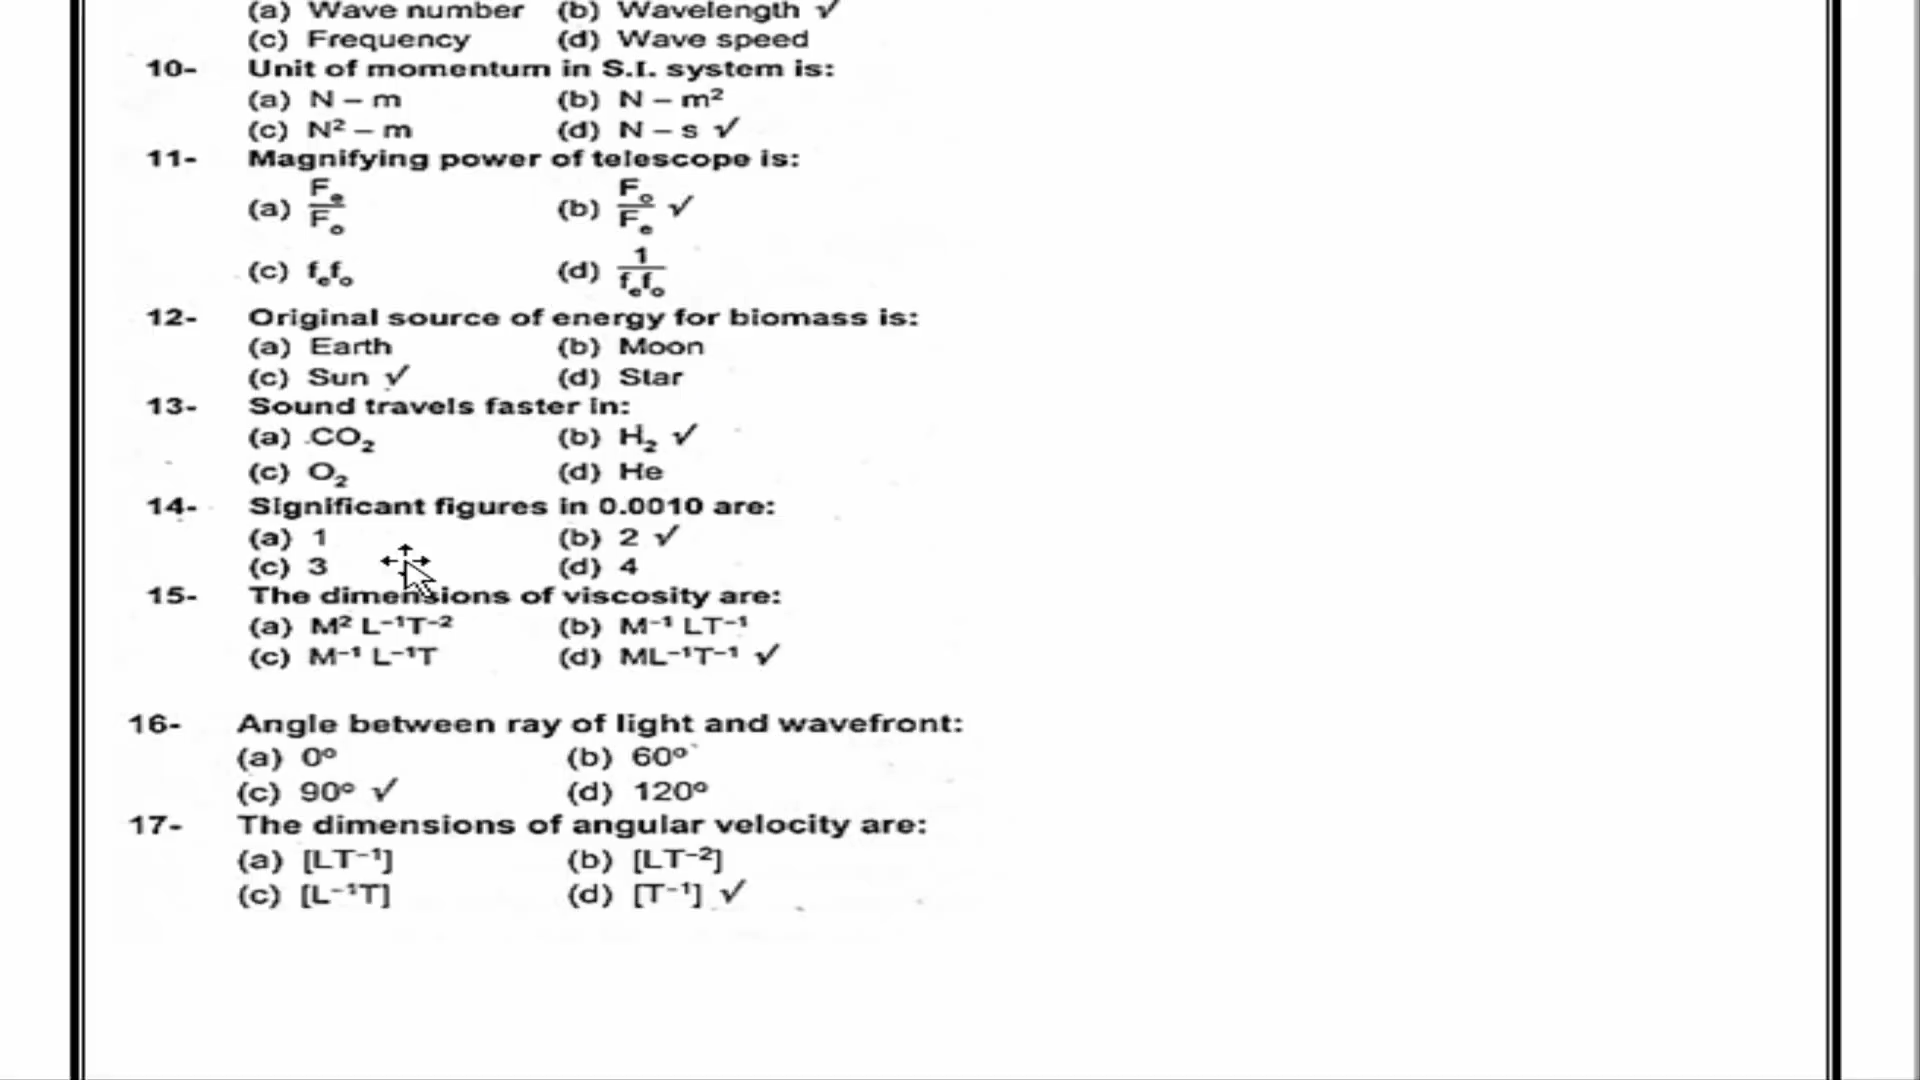 (a) Wave number (b) Wavelength ✓
(c) Frequency (d) Wave speed
10- Unit of momentum in S.I. system is:
(a) N – m (b) N – m²
(c) N² – m (d) N – s ✓
11- Magnifying power of telescope is:
(a) Fₑ/Fₒ (b) Fₒ/Fₑ ✓
(c) fₑfₒ (d) 1/fₑfₒ
12- Original source of energy for biomass is:
(a) Earth (b) Moon
(c) Sun ✓ (d) Star
13- Sound travels faster in:
(a) CO₂ (b) H₂ ✓
(c) O₂ (d) He
14- Significant figures in 0.0010 are:
(a) 1 (b) 2 ✓
(c) 3 (d) 4
15- The dimensions of viscosity are:
(a) M² L⁻¹T⁻² (b) M⁻¹ LT⁻¹
(c) M⁻¹ L⁻¹T (d) ML⁻¹T⁻¹ ✓
16- Angle between ray of light and wavefront:
(a) 0º (b) 60º
(c) 90º ✓ (d) 120º
17- The dimensions of angular velocity are:
(a) [LT⁻¹] (b) [LT⁻²]
(c) [L⁻¹T] (d) [T⁻¹] ✓